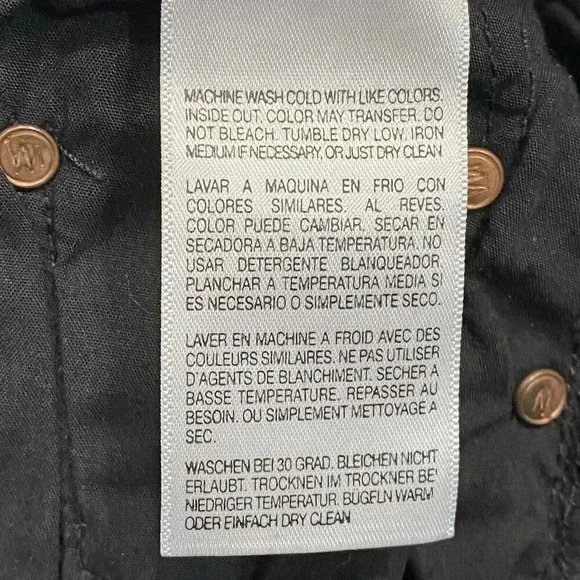 MACHINE WASH COLD WITH LIKE COLORS.
INSIDE OUT. COLOR MAY TRANSFER. DO
NOT BLEACH. TUMBLE DRY LOW. IRON
MEDIUM IF NECESSARY, OR JUST DRY CLEAN
LAVAR A MAQUINA EN FRIO CON
COLORES SIMILARES. AL REVES.
COLOR PUEDE CAMBIAR. SECAR EN
SECADORA A BAJA TEMPERATURA. NO
USAR DETERGENTE BLANQUEADOR
PLANCHAR A TEMPERATURA MEDIA SI
ES NECESARIO O SIMPLEMENTE SECO.
LAVER EN MACHINE A FROID AVEC DES
COULEURS SIMILAIRES. NE PAS UTILISER
D'AGENTS DE BLANCHIMENT. SECHER A
BASSE TEMPERATURE. REPASSER AU
BESOIN. OU SIMPLEMENT METTOYAGE A
SEC.
WASCHEN BEI 30 GRAD. BLEICHEN NICHT
ERLAUBT. TROCKNEN IM TROCKNER BE'
NIEDRIGER TEMPERATUR. BÜGELN WARM
ODER EINFACH DRY CLEAN